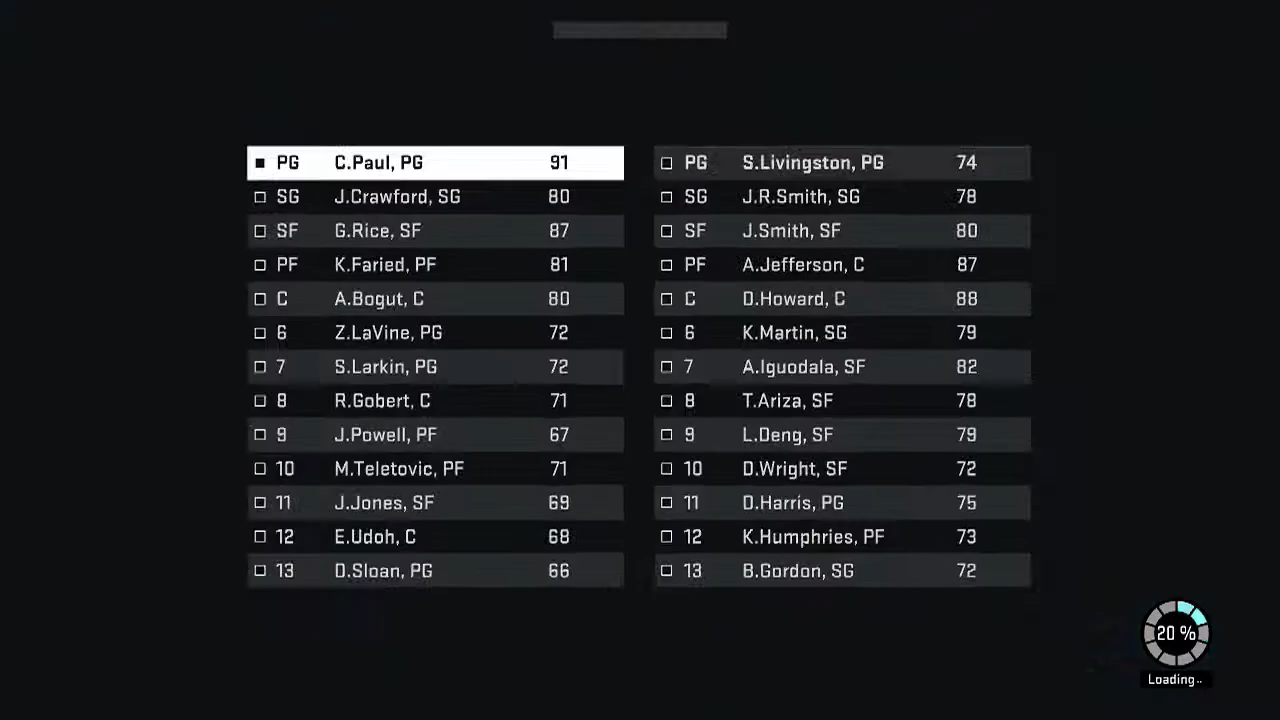 PG C.Paul, PG 91
SG J.Crawford, SG 80
SF G.Rice, SF 87
PF K.Faried, PF 81
C A.Bogut, C 80
6 Z.LaVine, PG 72
7 S.Larkin, PG 72
8 R.Gobert, C 71
9 J.Powell, PF 67
10 M.Teletovic, PF 71
11 J.Jones, SF 69
12 E.Udoh, C 68
13 D.Sloan, PG 66
PG S.Livingston, PG 74
SG J.R.Smith, SG 78
SF J.Smith, SF 80
PF A.Jefferson, C 87
C D.Howard, C 88
6 K.Martin, SG 79
7 A.Iguodala, SF 82
8 T.Ariza, SF 78
9 L.Deng, SF 79
10 D.Wright, SF 72
11 D.Harris, PG 75
12 K.Humphries, PF 73
13 B.Gordon, SG 72
20 %
Loading..